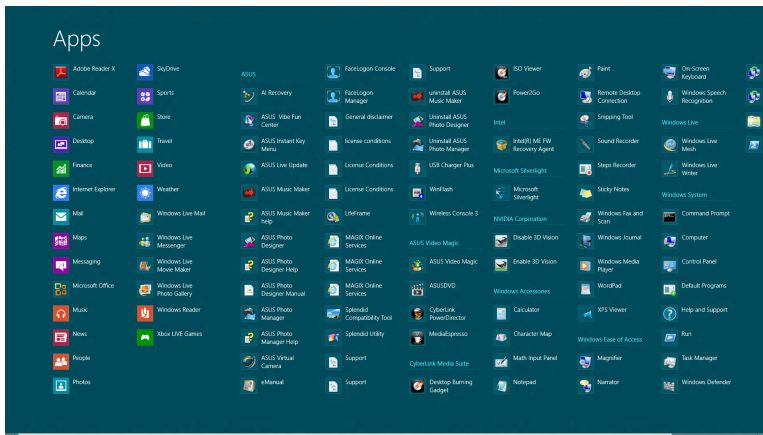 Apps
Adobe Reader X
Calendar
Camera
Desktop
Finance
Internet Explorer
Mail
Maps
Messaging
Microsoft Office
Music
News
People
Photos
SkyDrive
Sports
Store
Travel
Video
Weather
Windows Live Mail
Windows Live
Messenger
Windows Live
Movie Maker
Windows Live
Photo Gallery
Windows Reader
Xbox LIVE Games
ASUS
AI Recovery
ASUS Vibe Fun
Center
ASUS Instant Key
Menu
ASUS Live Update
ASUS Music Maker
ASUS Music Maker
help
ASUS Photo
Designer
ASUS Photo
Designer Help
ASUS Photo
Designer Manual
ASUS Photo
Manager
ASUS Photo
Manager Help
ASUS Virtual
Camera
eManual
FaceLogon Console
FaceLogon
Manager
General disclaimer
license conditions
License Conditions
License Conditions
LifeFrame
MAGIX Online
Services
MAGIX Online
Services
MAGIX Online
Services
Splendid
Compatibility Tool
Splendid Utility
Support
Support
Support
uninstall ASUS
Music Maker
Uninstall ASUS
Photo Designer
Uninstall ASUS
Photo Manager
USB Charger Plus
WinFlash
Wireless Console 3
ASUS Video Magic
ASUS Video Magic
ASUSDVD
CyberLink
PowerDirector
MediaEspresso
CyberLink Media Suite
Desktop Burning
Gadget
ISO Viewer
Power2Go
Intel
Intel(R) ME FW
Recovery Agent
Microsoft Silverlight
Microsoft
Silverlight
NVIDIA Corporation
Disable 3D Vision
Enable 3D Vision
Windows Accessories
Calculator
Character Map
Math Input Panel
Notepad
Paint
Remote Desktop
Connection
Snipping Tool
Sound Recorder
Steps Recorder
Sticky Notes
Windows Fax and
Scan
Windows Journal
Windows Media
Player
WordPad
XPS Viewer
Windows Ease of Access
Magnifier
Narrator
On-Screen
Keyboard
Windows Speech
Recognition
Windows Live
Windows Live
Mesh
Windows Live
Writer
Windows System
Command Prompt
Computer
Control Panel
Default Programs
Help and Support
Run
Task Manager
Windows Defender